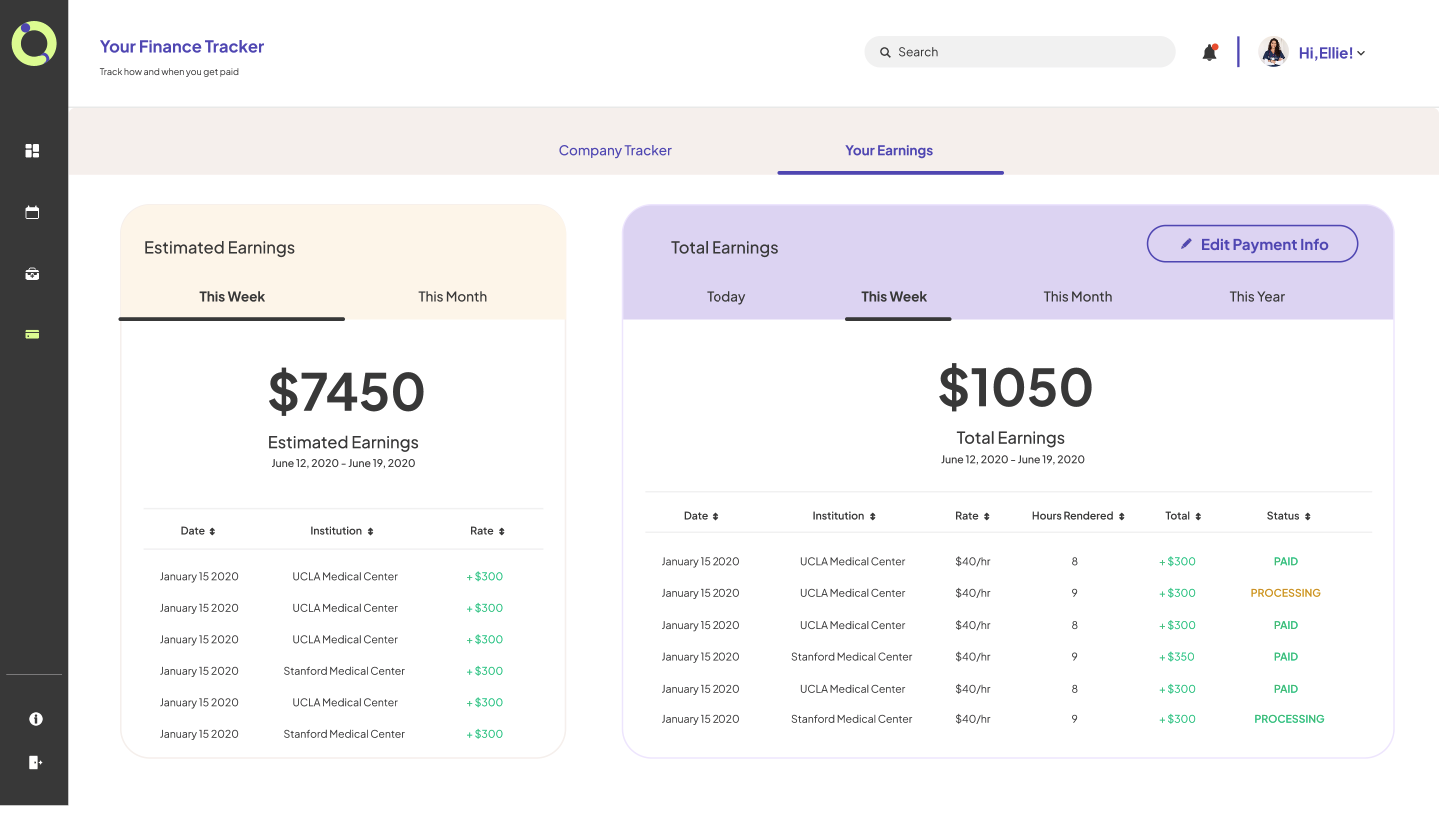 Your Finance Tracker
Track how and when you get paid
Search
Hi,Ellie!
Company Tracker
Your Earnings
Estimated Earnings
This Week
This Month
$7450
Estimated Earnings
June 12, 2020 - June 19, 2020
Date
Institution
Rate
January 15 2020 UCLA Medical Center + $300
January 15 2020 UCLA Medical Center + $300
January 15 2020 UCLA Medical Center + $300
January 15 2020 Stanford Medical Center + $300
January 15 2020 UCLA Medical Center + $300
January 15 2020 Stanford Medical Center + $300
Total Earnings
Edit Payment Info
Today
This Week
This Month
This Year
$1050
Total Earnings
June 12, 2020 - June 19, 2020
Date
Institution
Rate
Hours Rendered
Total
Status
January 15 2020 UCLA Medical Center $40/hr 8 + $300 PAID
January 15 2020 UCLA Medical Center $40/hr 9 + $300 PROCESSING
January 15 2020 UCLA Medical Center $40/hr 8 + $300 PAID
January 15 2020 Stanford Medical Center $40/hr 9 + $350 PAID
January 15 2020 UCLA Medical Center $40/hr 8 + $300 PAID
January 15 2020 Stanford Medical Center $40/hr 9 + $300 PROCESSING